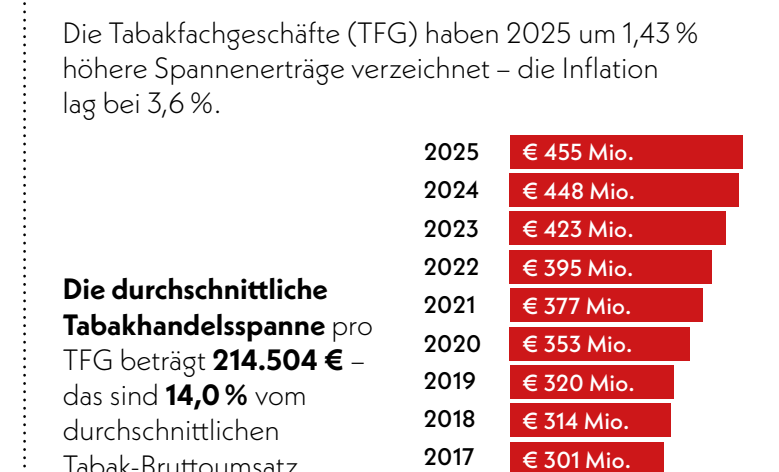 Die Tabakfachgeschäfte (TFG) haben 2025 um 1,43 %
höhere Spannenerträge verzeichnet – die Inflation
lag bei 3,6 %.
Die durchschnittliche
Tabakhandelsspanne pro
TFG beträgt 214.504 € –
das sind 14,0 % vom
durchschnittlichen
Tabak-Bruttoumsatz
2025 € 455 Mio.
2024 € 448 Mio.
2023 € 423 Mio.
2022 € 395 Mio.
2021 € 377 Mio.
2020 € 353 Mio.
2019 € 320 Mio.
2018 € 314 Mio.
2017 € 301 Mio.